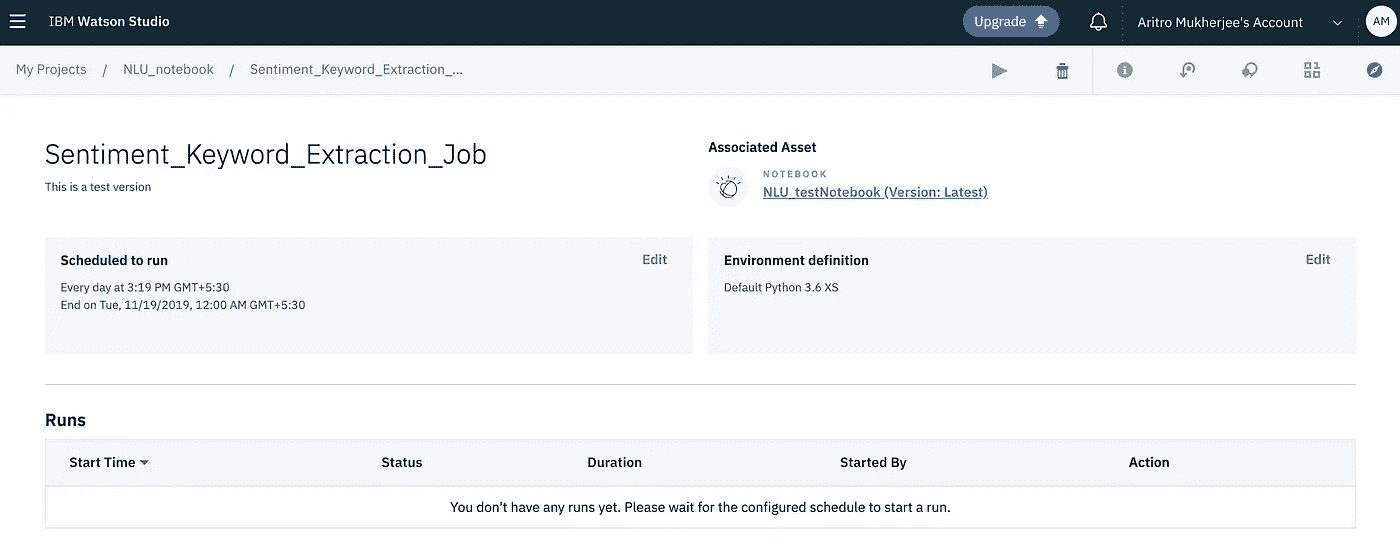 IBM Watson Studio
Upgrade
Aritro Mukherjee's Account
AM
My Projects / NLU_notebook / Sentiment_Keyword_Extraction_...
Sentiment_Keyword_Extraction_Job
This is a test version
Associated Asset
NOTEBOOK
NLU_testNotebook (Version: Latest)
Scheduled to run
Edit
Every day at 3:19 PM GMT+5:30
End on Tue, 11/19/2019, 12:00 AM GMT+5:30
Environment definition
Edit
Default Python 3.6 XS
Runs
Start Time Status Duration Started By Action
You don't have any runs yet. Please wait for the configured schedule to start a run.